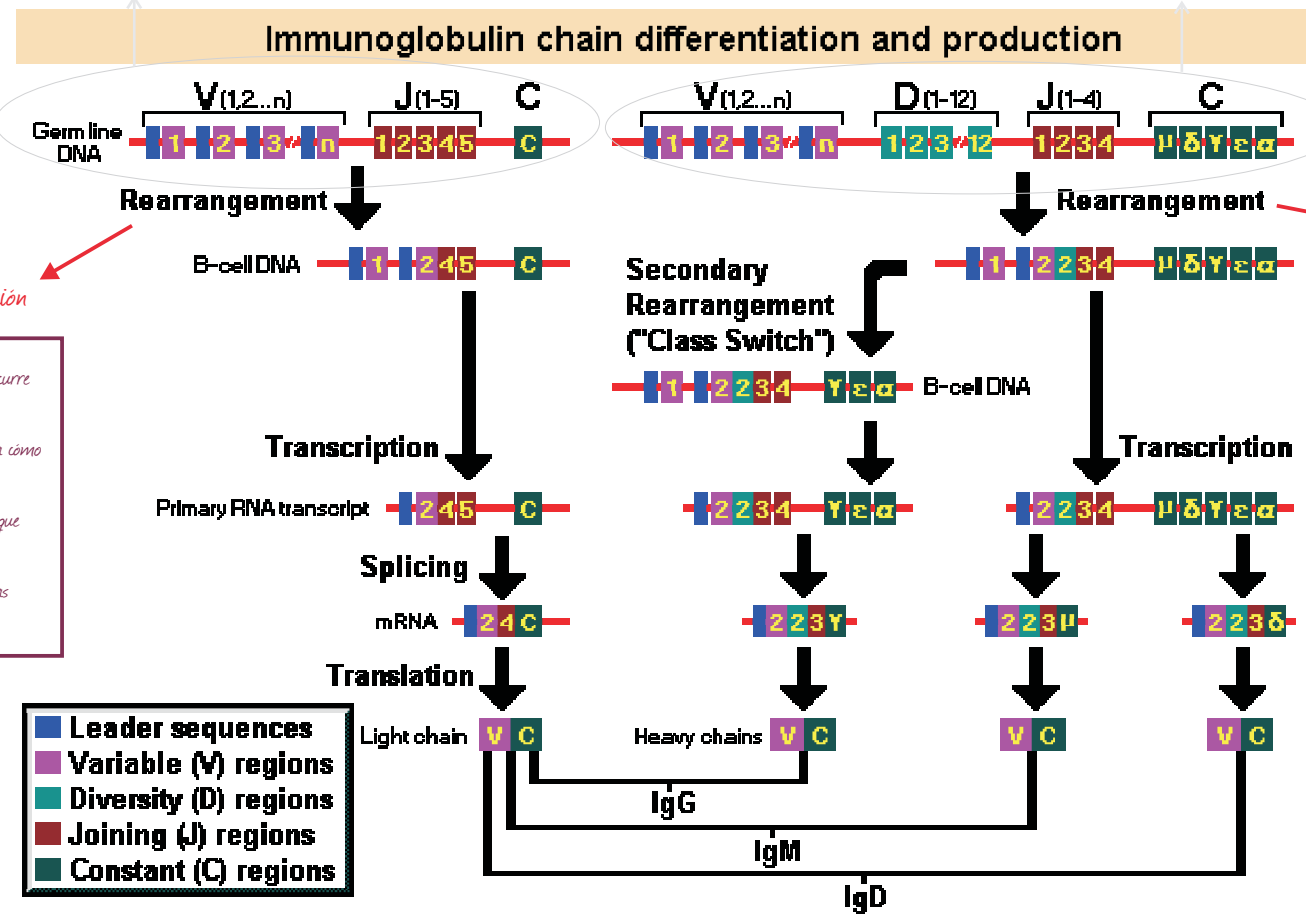 Immunoglobulin chain differentiation and production
V(1,2...n) J(1-5) C V(1,2...n) D(1-12) J(1-4) C
Germ line DNA 1 2 3 n 1 2 3 4 5 C 1 2 3 n 1 2 3 12 1 2 3 4 μ δ γ ε α
Rearrangement Rearrangement
B-cell DNA 1 2 4 5 C 1 2 2 3 4 μ δ γ ε α
ión
Secondary
Rearrangement
("Class Switch")
urre
1 2 2 3 4 γ ε α B-cell DNA
cómo
Transcription Transcription
Primary RNA transcript 2 4 5 C 2 2 3 4 γ ε α 2 2 3 4 μ δ γ ε α
que
Splicing
ns
mRNA 2 4 C 2 2 3 γ 2 2 3 μ 2 2 3 δ
Translation
Light chain V C Heavy chains V C V C V C
Leader sequences
Variable (V) regions
Diversity (D) regions
Joining (J) regions
Constant (C) regions
IgG
IgM
IgD